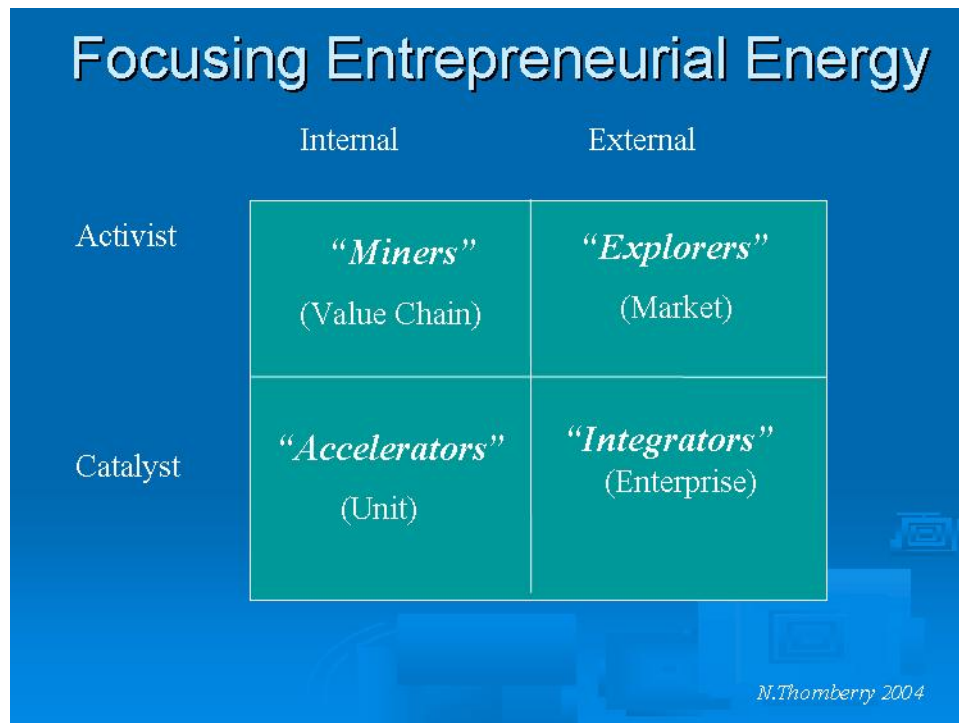 Focusing Entrepreneurial Energy
Internal External
Activist
“Miners” “Explorers”
(Value Chain) (Market)
Catalyst
“Accelerators” “Integrators”
(Unit) (Enterprise)
N.Thornberry 2004